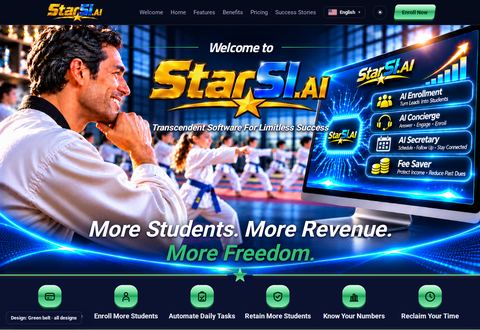 StarSI.AI
Welcome
Home
Features
Benefits
Pricing
Success Stories
English
Enroll Now
Welcome to
StarSI.AI
Transcendent Software For Limitless Success
StarSI.AI
StarSI.AI
AI Enrollment
Turn Leads into Students
AI Concierge
Answer • Engage • Enroll
AI Secretary
Schedule • Follow Up • Stay Connected
Fee Saver
Protect Income • Reduce Past Dues
More Students. More Revenue.
More Freedom.
Design: Green belt · all designs
Enroll More Students
Automate Daily Tasks
Retain More Students
Know Your Numbers
Reclaim Your Time